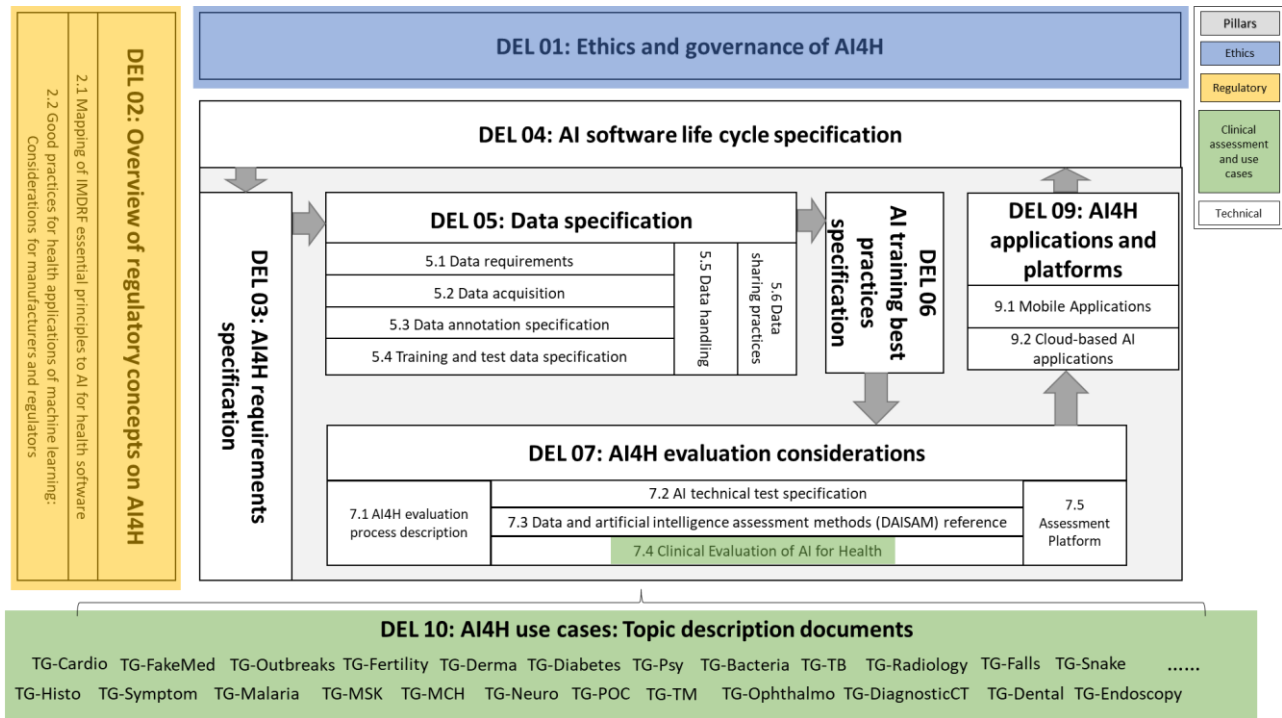 DEL 02: Overview of regulatory concepts on AI4H
2.1 Mapping of IMDRF essential principles to AI for health software
2.2 Good practices for health applications of machine learning:
Considerations for manufacturers and regulators
DEL 01: Ethics and governance of AI4H
Pillars
Ethics
Regulatory
Clinical
assessment
and use
cases
Technical
DEL 04: AI software life cycle specification
DEL 03: AI4H requirements
specification
DEL 05: Data specification
5.1 Data requirements
5.2 Data acquisition
5.3 Data annotation specification
5.4 Training and test data specification
5.5 Data handling
5.6 Data
sharing practices
DEL 06
AI training best
practices
specification
DEL 09: AI4H
applications and
platforms
9.1 Mobile Applications
9.2 Cloud-based AI
applications
DEL 07: AI4H evaluation considerations
7.1 AI4H evaluation
process description
7.2 AI technical test specification
7.3 Data and artificial intelligence assessment methods (DAISAM) reference
7.4 Clinical Evaluation of AI for Health
7.5
Assessment
Platform
DEL 10: AI4H use cases: Topic description documents
TG-Cardio TG-FakeMed TG-Outbreaks TG-Fertility TG-Derma TG-Diabetes TG-Psy TG-Bacteria TG-TB TG-Radiology TG-Falls TG-Snake ......
TG-Histo TG-Symptom TG-Malaria TG-MSK TG-MCH TG-Neuro TG-POC TG-TM TG-Ophthalmo TG-DiagnosticCT TG-Dental TG-Endoscopy